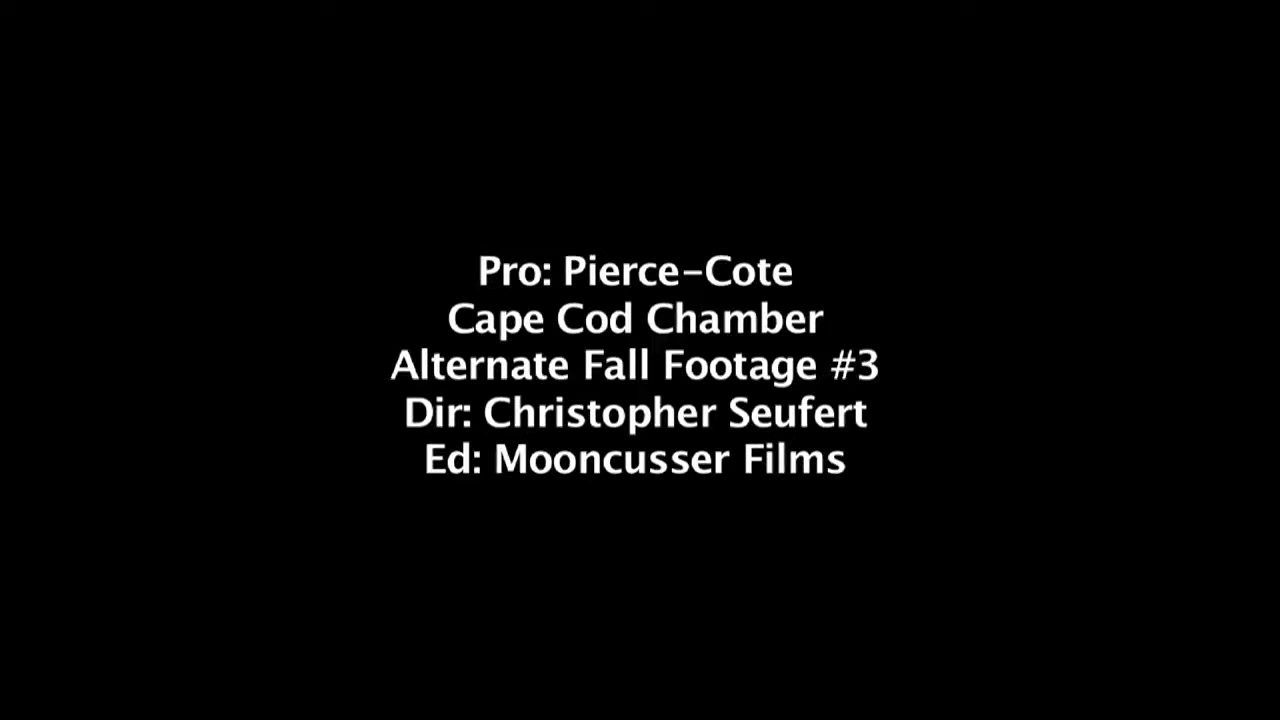 Pro: Pierce-Cote
Cape Cod Chamber
Alternate Fall Footage #3
Dir: Christopher Seufert
Ed: Mooncusser Films